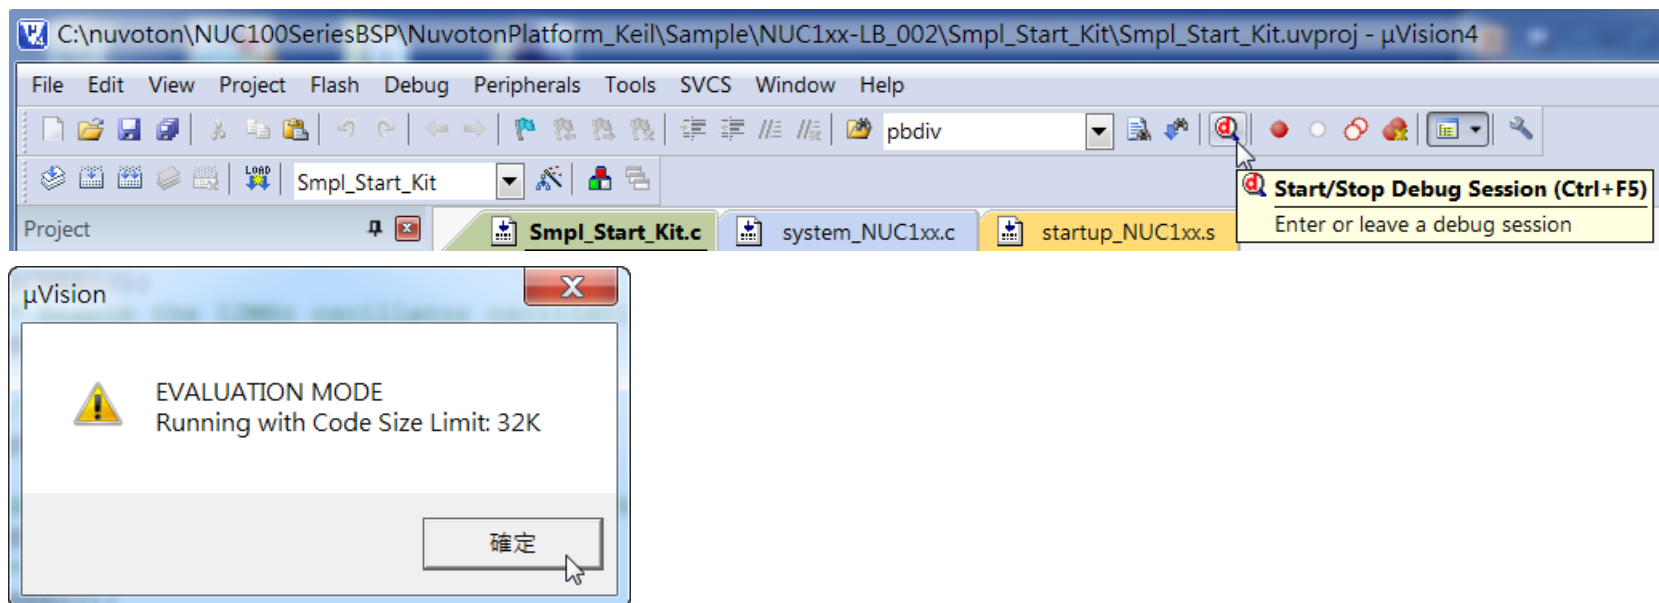 C:\nuvoton\NUC100SeriesBSP\NuvotonPlatform_Keil\Sample\NUC1xx-LB_002\Smpl_Start_Kit\Smpl_Start_Kit.uvproj - µVision4
File Edit View Project Flash Debug Peripherals Tools SVCS Window Help
pbdiv
LOAD Smpl_Start_Kit
Start/Stop Debug Session (Ctrl+F5)
Enter or leave a debug session
Project Smpl_Start_Kit.c system_NUC1xx.c startup_NUC1xx.s
µVision
EVALUATION MODE
Running with Code Size Limit: 32K
確定